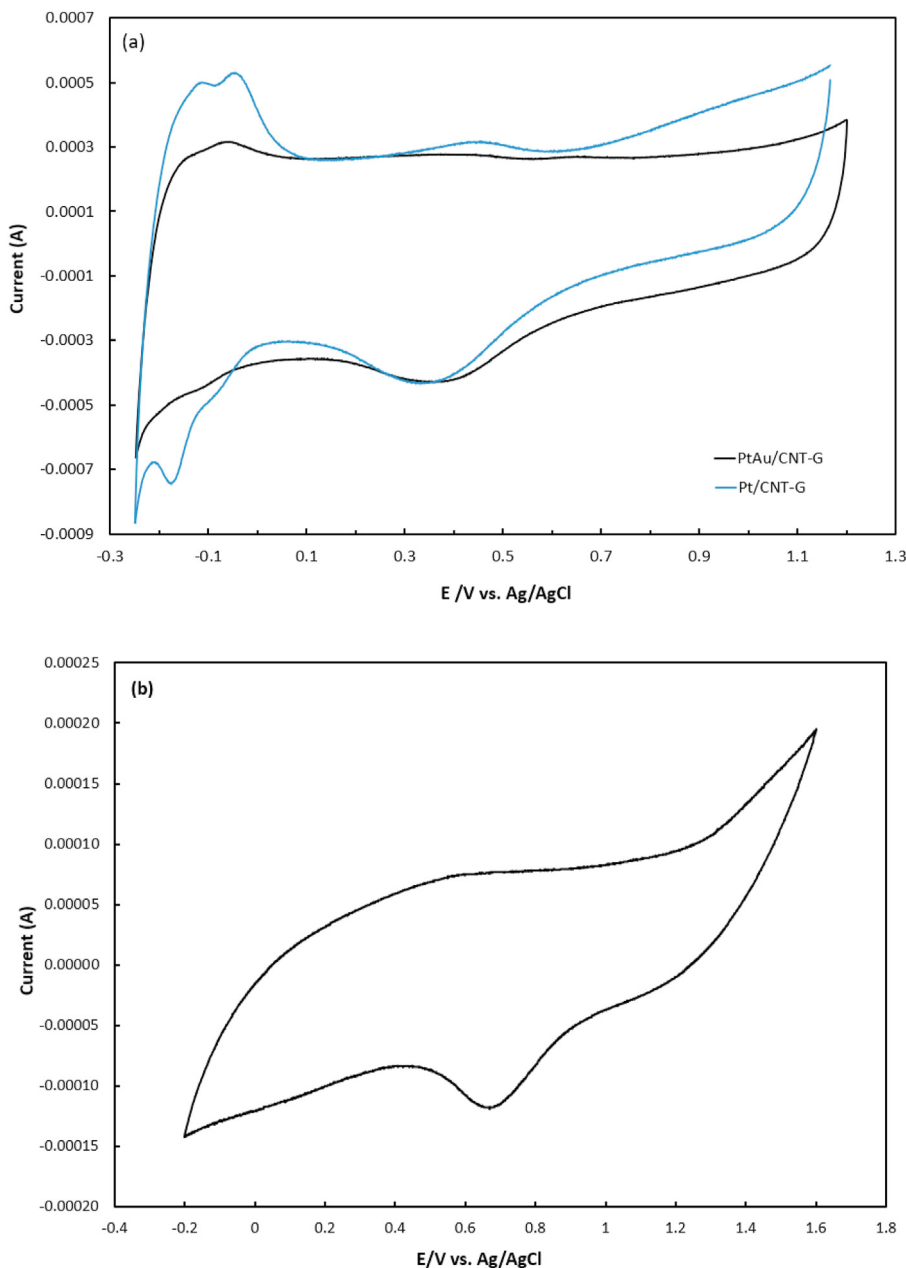 (a)
0.0007
0.0005
0.0003
0.0001
-0.0001
-0.0003
-0.0005
-0.0007
-0.0009
Current (A)
PtAu/CNT-G
Pt/CNT-G
-0.3 -0.1 0.1 0.3 0.5 0.7 0.9 1.1 1.3
E /V vs. Ag/AgCl
(b)
0.00025
0.00020
0.00015
0.00010
0.00005
0.00000
-0.00005
-0.00010
-0.00015
-0.00020
Current (A)
-0.4 -0.2 0 0.2 0.4 0.6 0.8 1 1.2 1.4 1.6 1.8
E/V vs. Ag/AgCl